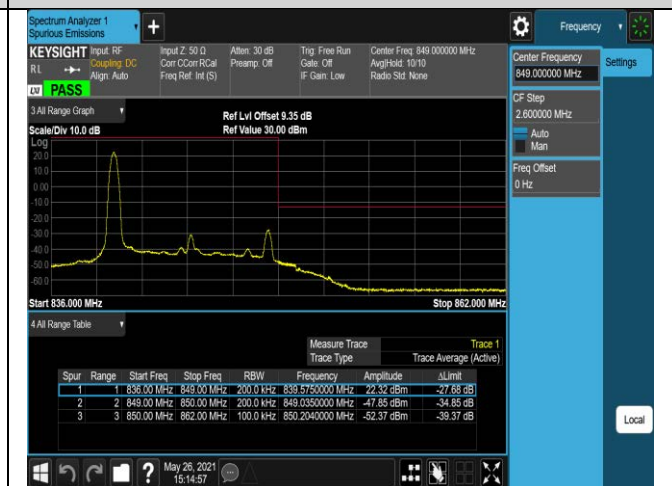 Spectrum Analyzer 1
Spurious Emissions
+
Frequency
KEYSIGHT
RL
Input: RF
Coupling: DC
Align: Auto
Input Z: 50 Ω
Corr CCorr RCal
Freq Ref: Int (S)
Atten: 30 dB
Preamp: Off
Trig: Free Run
Gate: Off
IF Gain: Low
Center Freq: 849.000000 MHz
Avg|Hold: 10/10
Radio Std: None
PASS
Center Frequency
849.000000 MHz
Settings
CF Step
2.600000 MHz
Auto
Man
Freq Offset
0 Hz
3 All Range Graph
Scale/Div 10.0 dB
Ref Lvl Offset 9.35 dB
Ref Value 30.00 dBm
Log
20.0
10.0
0.00
-10.0
-20.0
-30.0
-40.0
-50.0
-60.0
Start 836.000 MHz
Stop 862.000 MHz
4 All Range Table
Measure Trace Trace 1
Trace Type Trace Average (Active)
Spur Range Start Freq Stop Freq RBW Frequency Amplitude ΔLimit
1 1 836.00 MHz 849.00 MHz 200.0 kHz 839.5750000 MHz 22.32 dBm -27.68 dB
2 2 849.00 MHz 850.00 MHz 200.0 kHz 849.0350000 MHz -47.85 dBm -34.85 dB
3 3 850.00 MHz 862.00 MHz 100.0 kHz 850.2040000 MHz -52.37 dBm -39.37 dB
Local
?
May 26, 2021
15:14:57